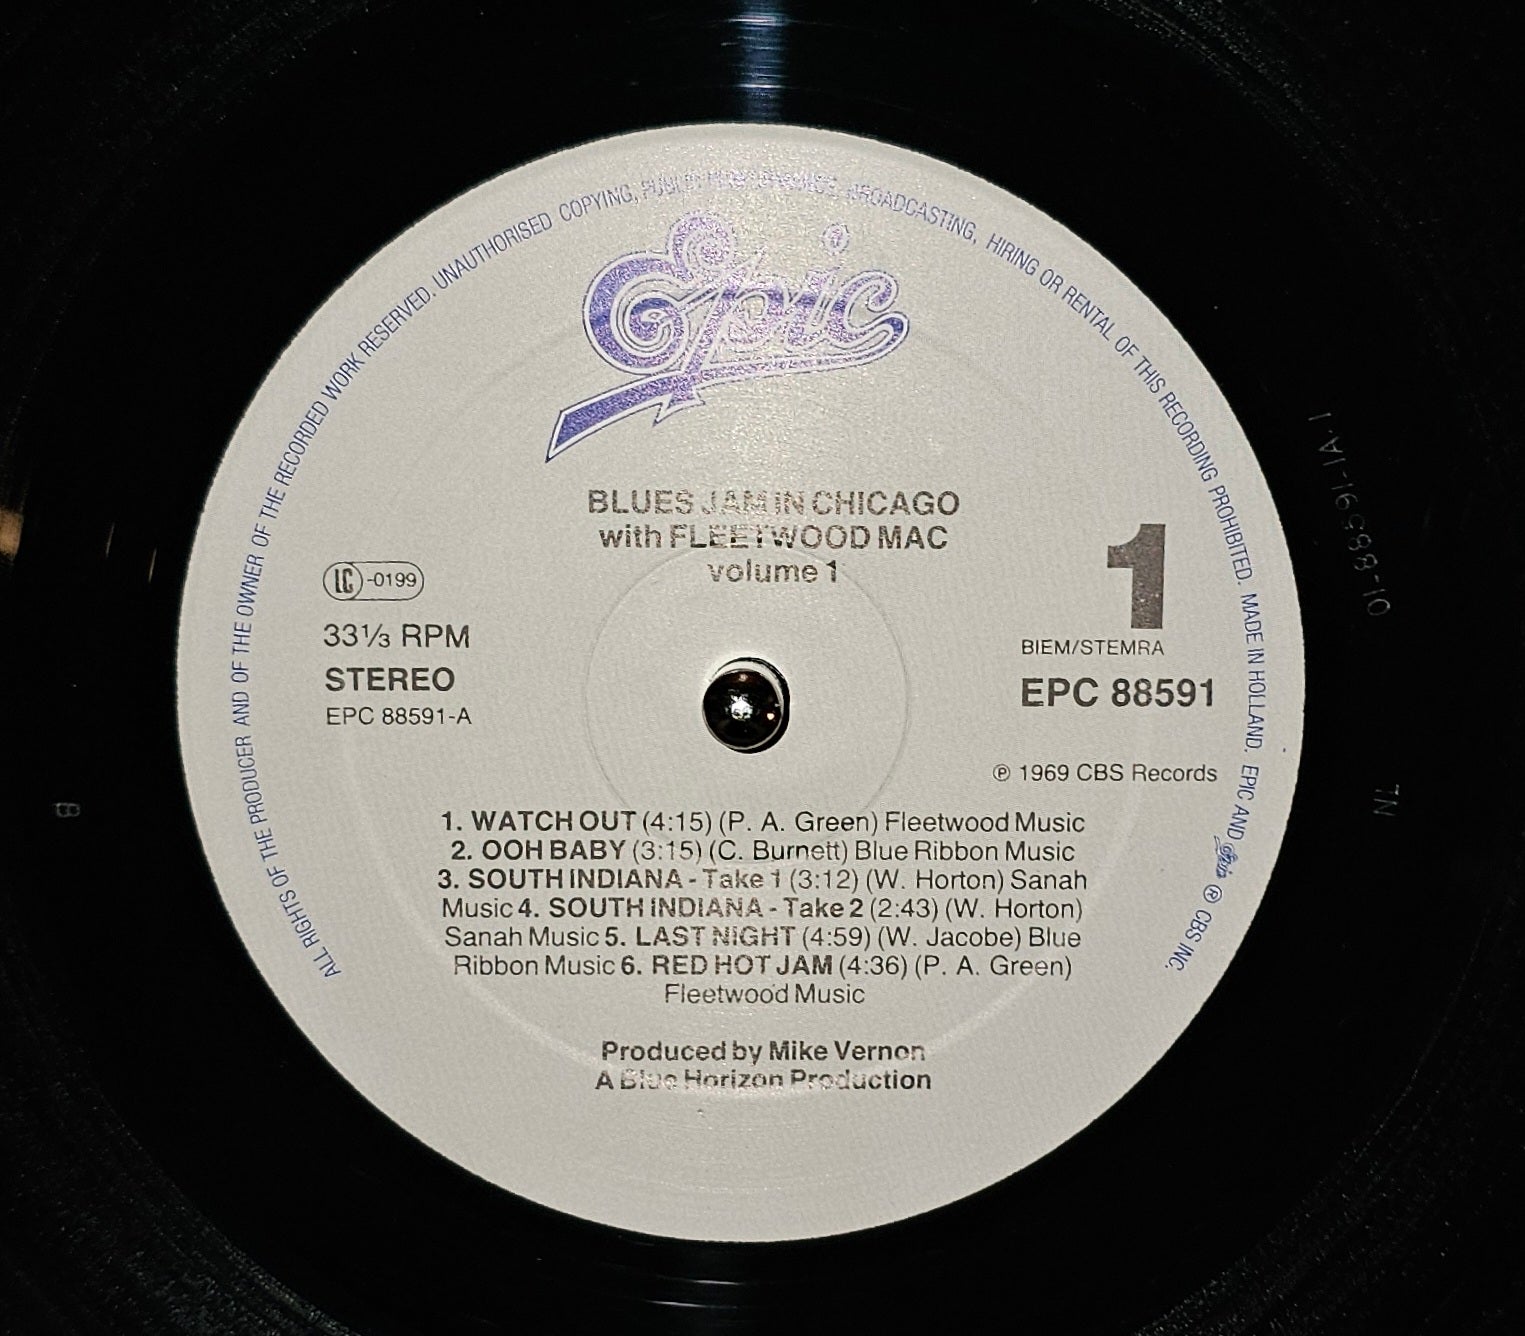 ALL RIGHTS OF THE PRODUCER AND OF THE OWNER OF THE RECORDED WORK RESERVED. UNAUTHORISED COPYING, PUBLIC PERFORMANCE, BROADCASTING, HIRING OR RENTAL OF THIS RECORDING PROHIBITED. MADE IN HOLLAND. EPIC AND Epic ® CBS INC.
Epic
BLUES JAM IN CHICAGO
with FLEETWOOD MAC
volume 1
LC -0199
33⅓ RPM
STEREO
EPC 88591-A
1
BIEM/STEMRA
EPC 88591
℗ 1969 CBS Records
1. WATCH OUT (4:15) (P. A. Green) Fleetwood Music
2. OOH BABY (3:15) (C. Burnett) Blue Ribbon Music
3. SOUTH INDIANA - Take 1 (3:12) (W. Horton) Sanah
Music 4. SOUTH INDIANA - Take 2 (2:43) (W. Horton)
Sanah Music 5. LAST NIGHT (4:59) (W. Jacobe) Blue
Ribbon Music 6. RED HOT JAM (4:36) (P. A. Green)
Fleetwood Music
Produced by Mike Vernon
A Blue Horizon Production
01-88591-1A-1